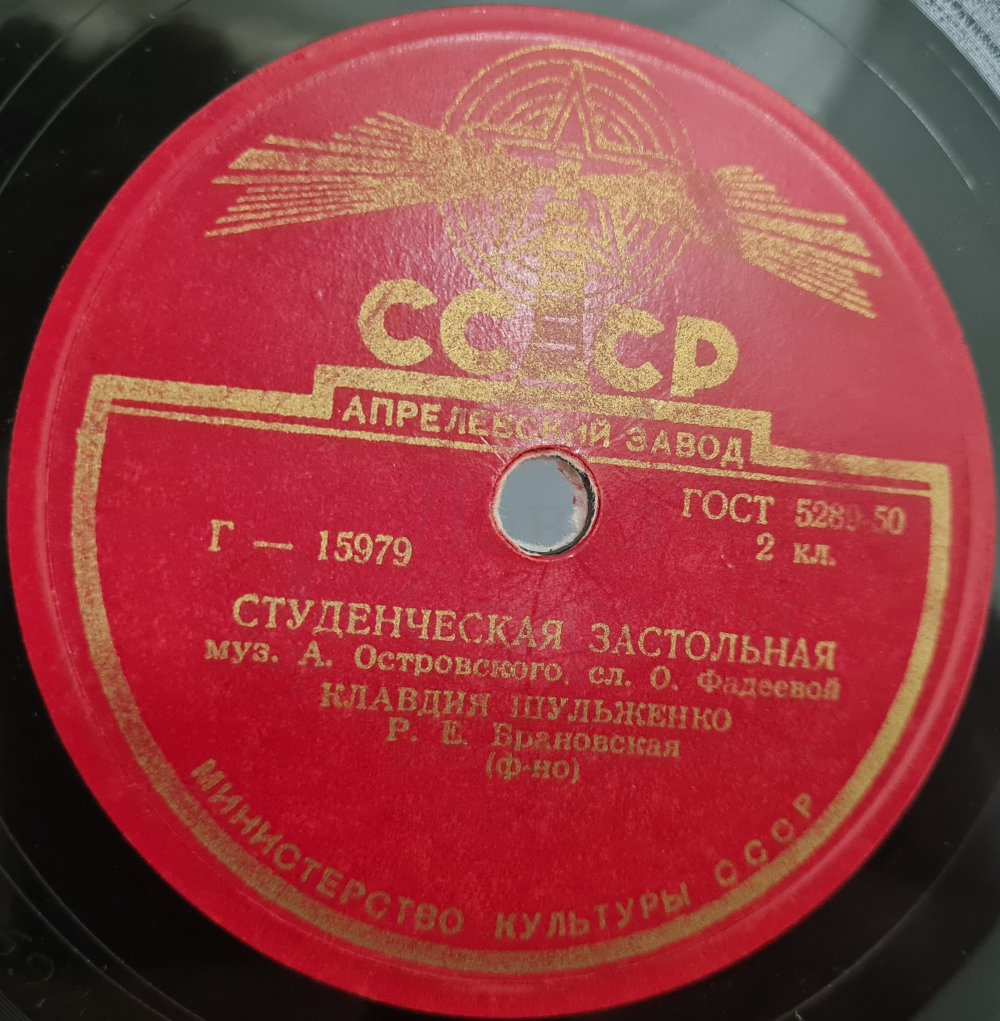 СССР
АПРЕЛЕВСКИЙ ЗАВОД
ГОСТ 5289-50
Г — 15979
2 кл.
СТУДЕНЧЕСКАЯ ЗАСТОЛЬНАЯ
муз. А. Островского, сл. О. Фадеевой
КЛАВДИЯ ШУЛЬЖЕНКО
Р. Е. Брановская
(ф-но)
МИНИСТЕРСТВО КУЛЬТУРЫ СССР